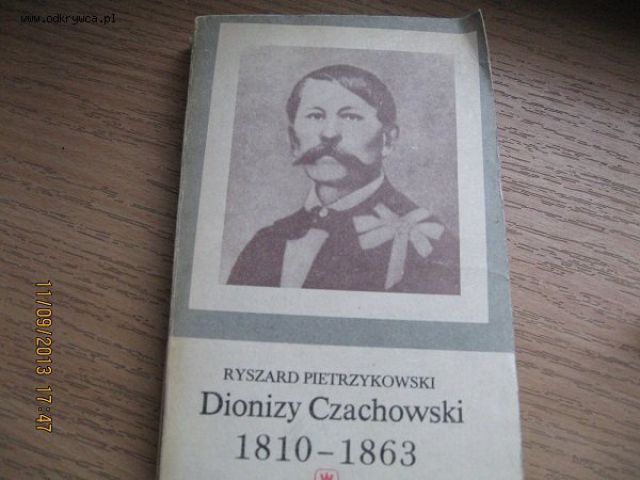 www.odkrywca.pl
RYSZARD PIETRZYKOWSKI
Dionizy Czachowski
1810-1863
11/09/2013 17:47